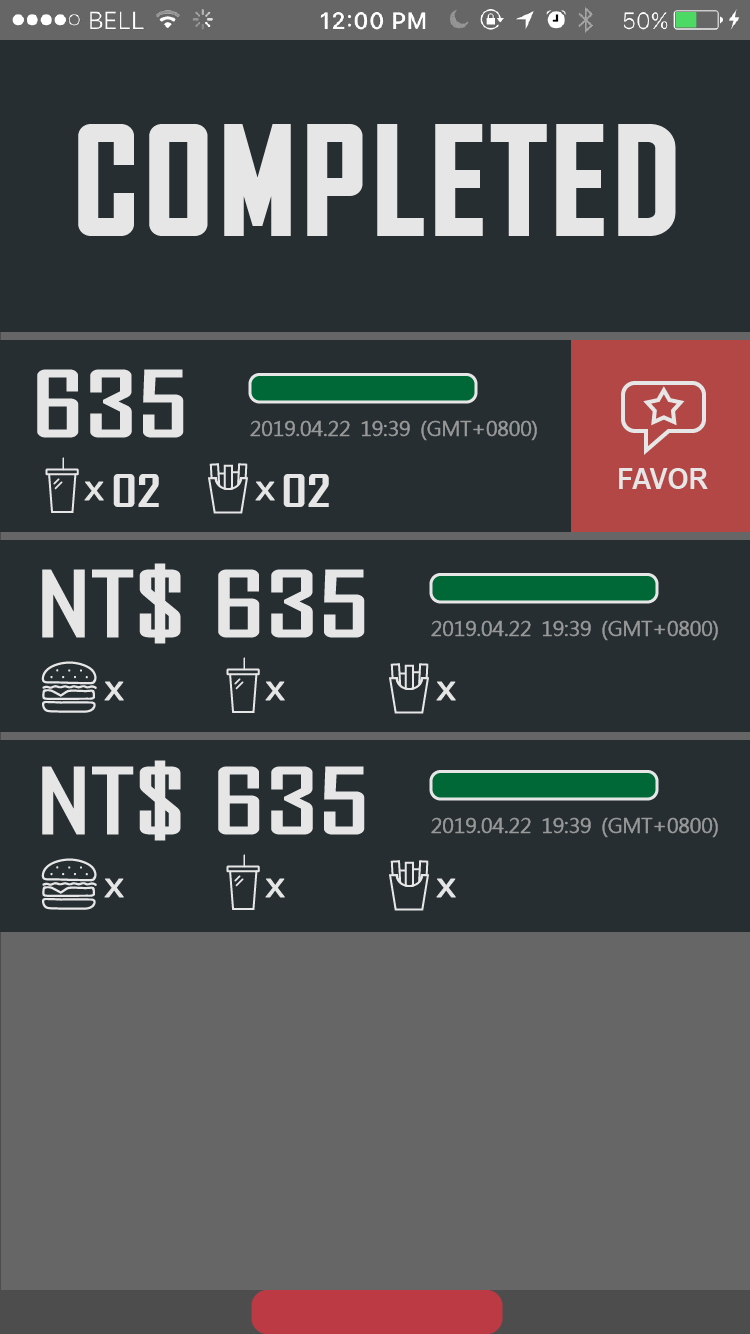 BELL 12:00 PM 50%
COMPLETED
635
2019.04.22 19:39 (GMT+0800)
x 02 x 02
FAVOR
NT$ 635
2019.04.22 19:39 (GMT+0800)
x x x
NT$ 635
2019.04.22 19:39 (GMT+0800)
x x x